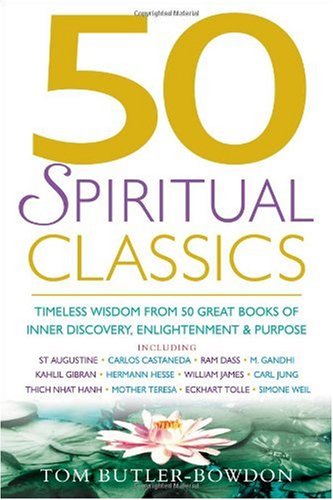 50
SPIRITUAL
CLASSICS
TIMELESS WISDOM FROM 50 GREAT BOOKS OF
INNER DISCOVERY, ENLIGHTENMENT & PURPOSE
INCLUDING
ST AUGUSTINE • CARLOS CASTANEDA • RAM DASS • M. GANDHI
KAHLIL GIBRAN • HERMANN HESSE • WILLIAM JAMES • CARL JUNG
THICH NHAT HANH • MOTHER TERESA • ECKHART TOLLE • SIMONE WEIL
TOM BUTLER-BOWDON
Copyrighted Material